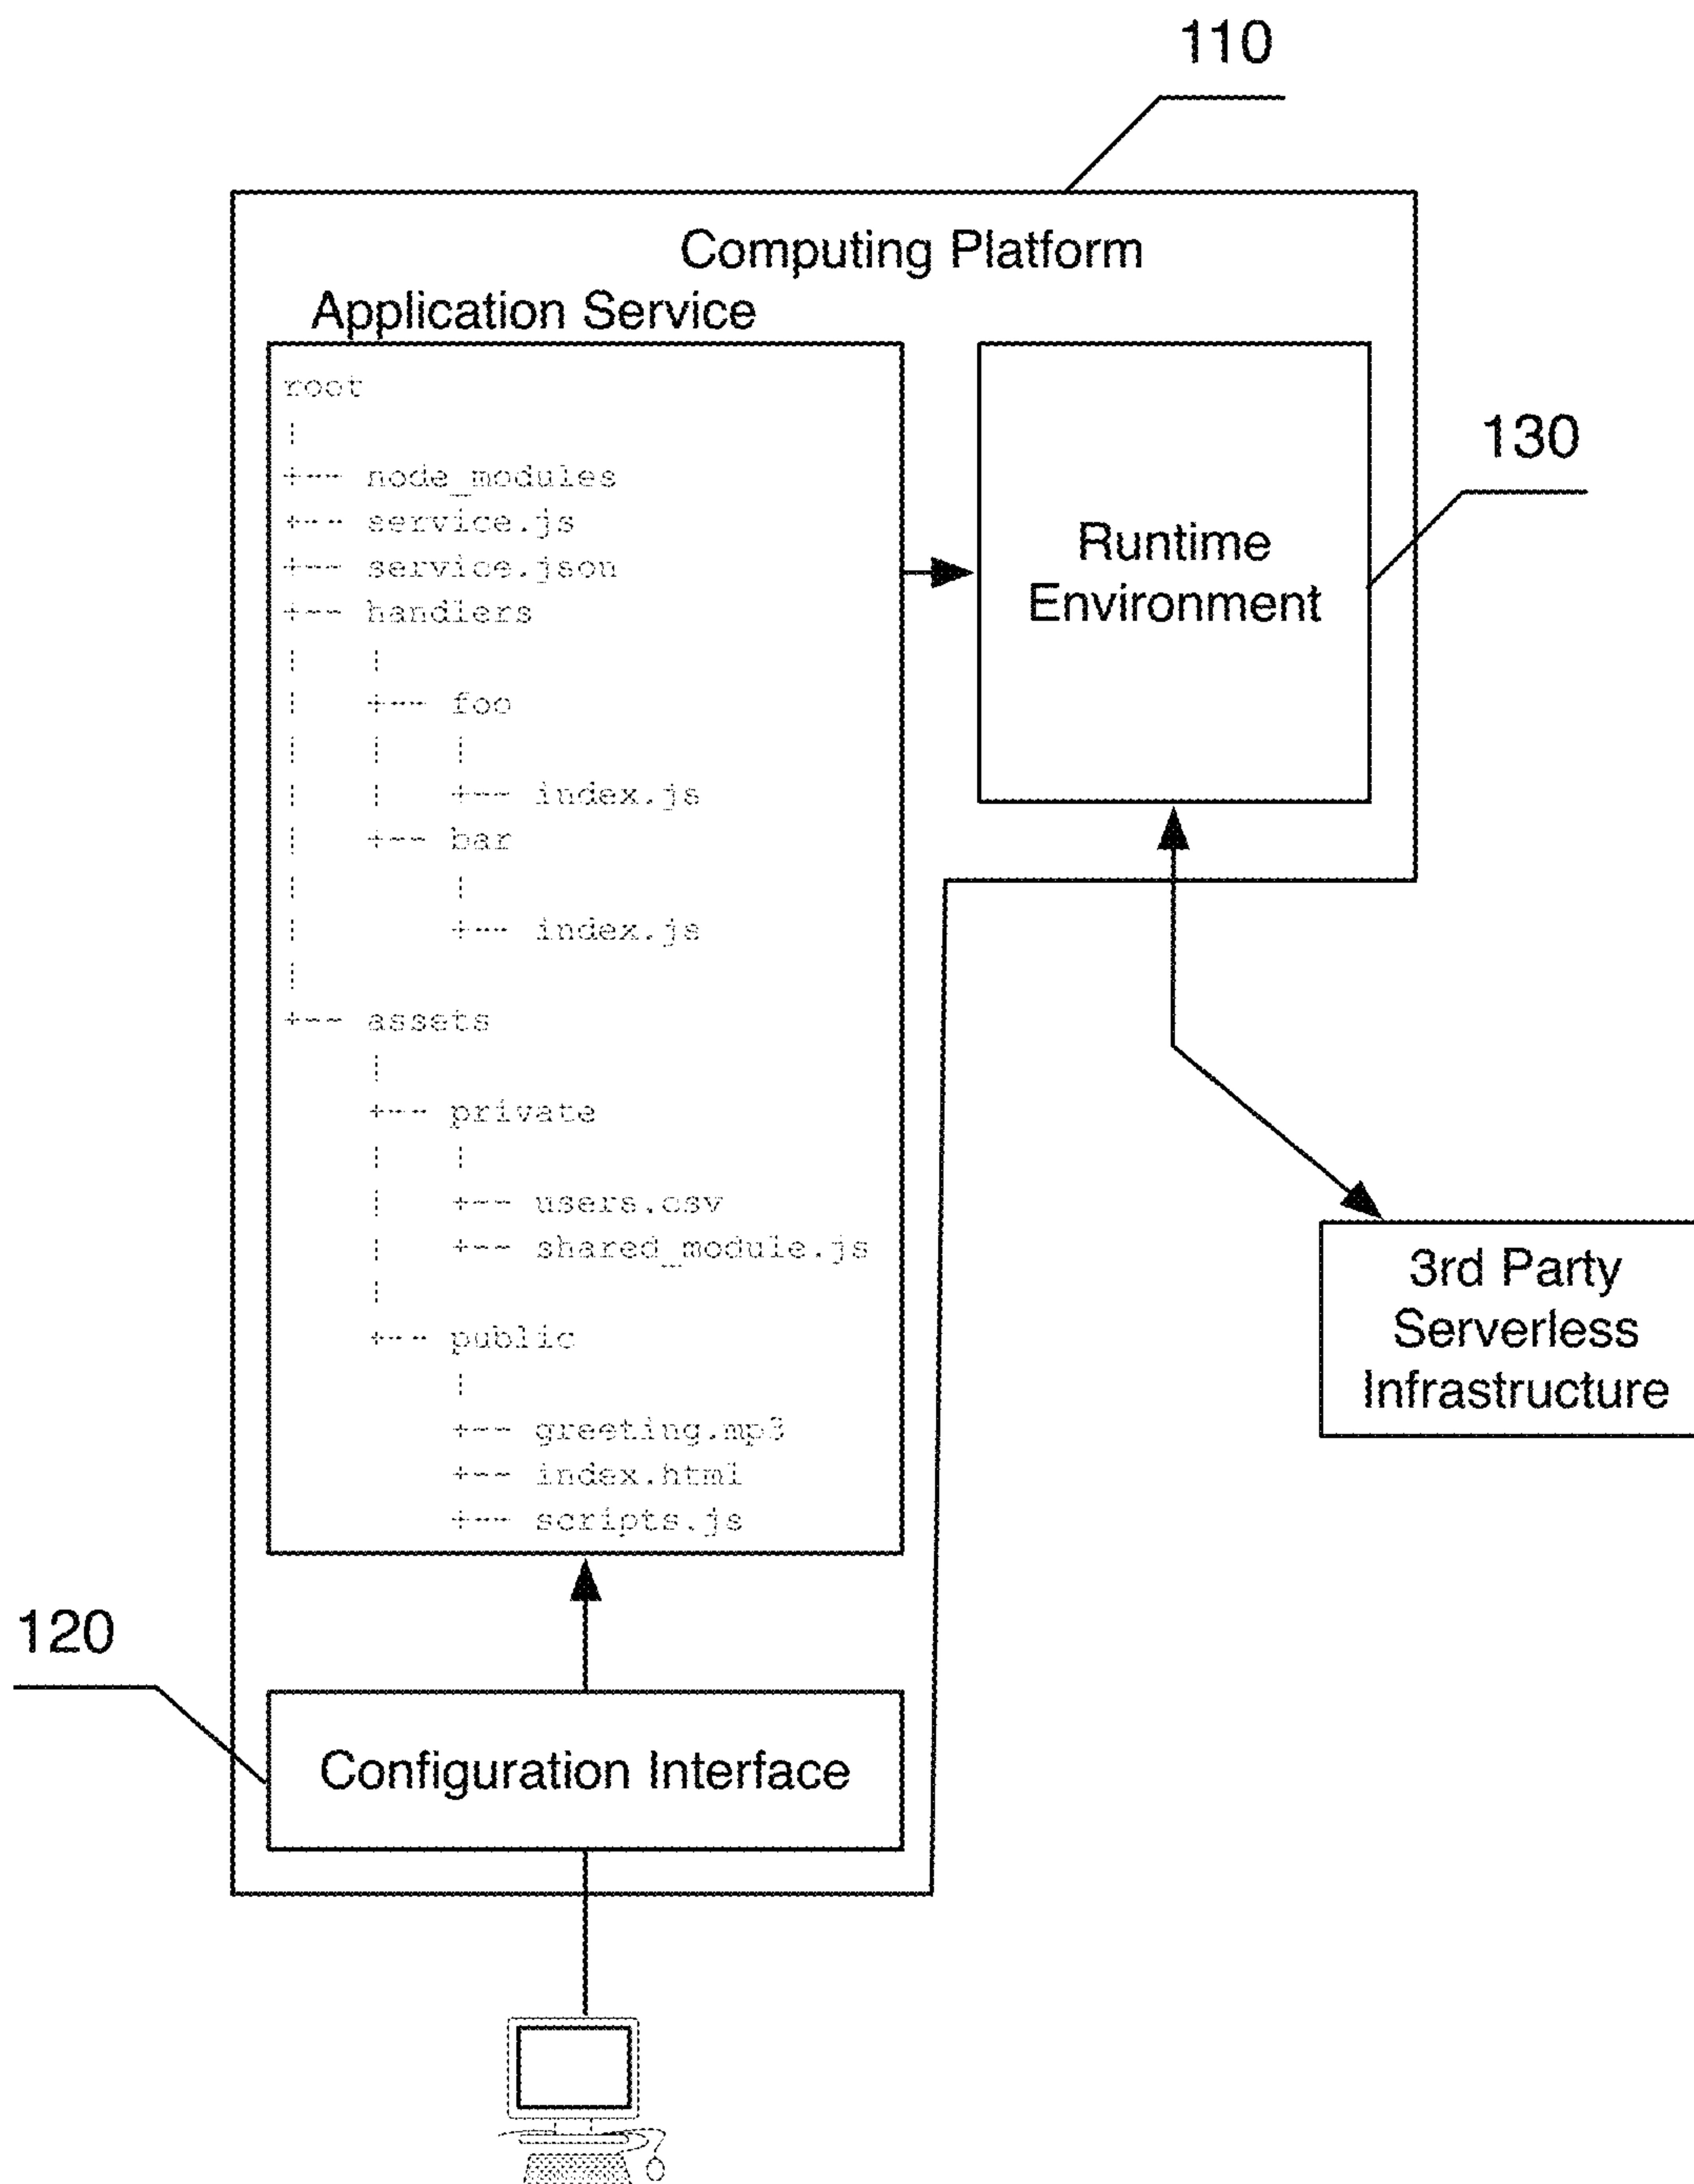 110
Computing Platform
Application Service
root
¦
+-- node_modules
+-- service.js
+-- service.json
+-- handlers
¦   ¦
¦   +-- foo
¦   ¦   ¦
¦   ¦   +-- index.js
¦   +-- bar
¦       ¦
¦       +-- index.js
¦
+-- assets
    ¦
    +-- private
    ¦   ¦
    ¦   +-- users.csv
    ¦   +-- shared_module.js
    ¦
    +-- public
        ¦
        +-- greeting.mp3
        +-- index.html
        +-- scripts.js
Runtime
Environment
130
3rd Party
Serverless
Infrastructure
120
Configuration Interface